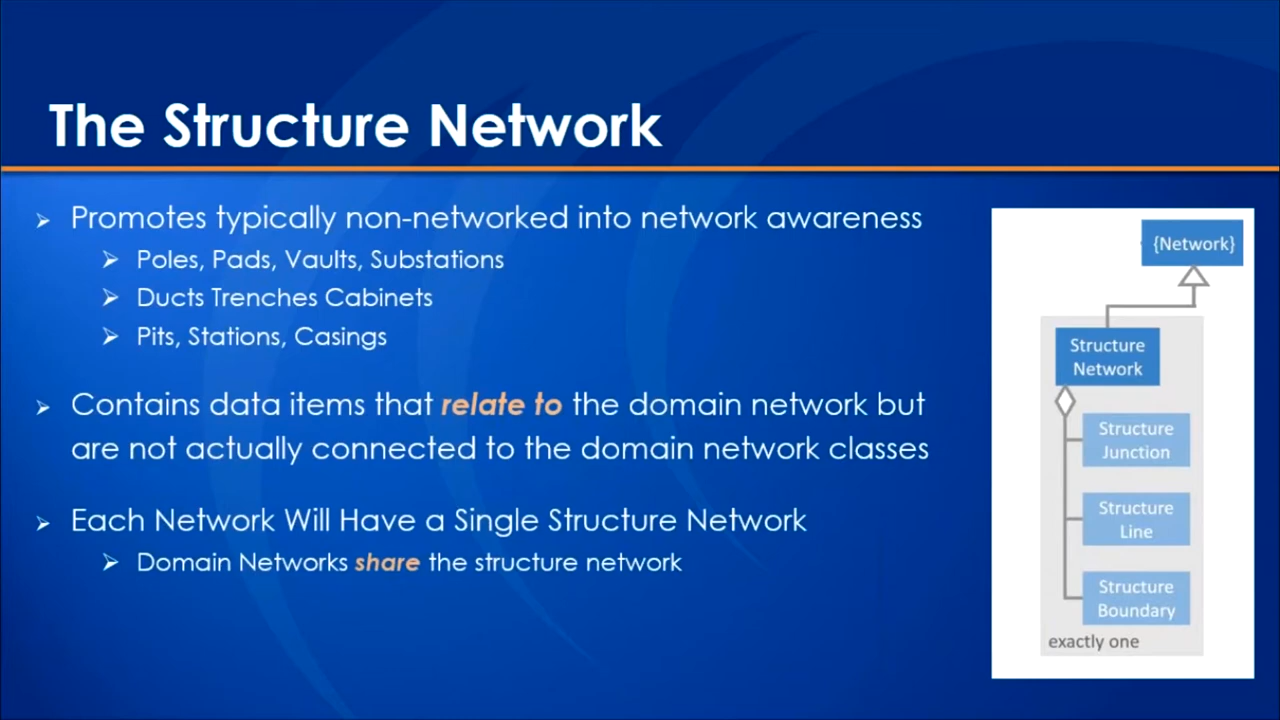 The Structure Network
Promotes typically non-networked into network awareness
Poles, Pads, Vaults, Substations
Ducts Trenches Cabinets
Pits, Stations, Casings
Contains data items that relate to the domain network but
are not actually connected to the domain network classes
Each Network Will Have a Single Structure Network
Domain Networks share the structure network
{Network}
Structure
Network
Structure
Junction
Structure
Line
Structure
Boundary
exactly one